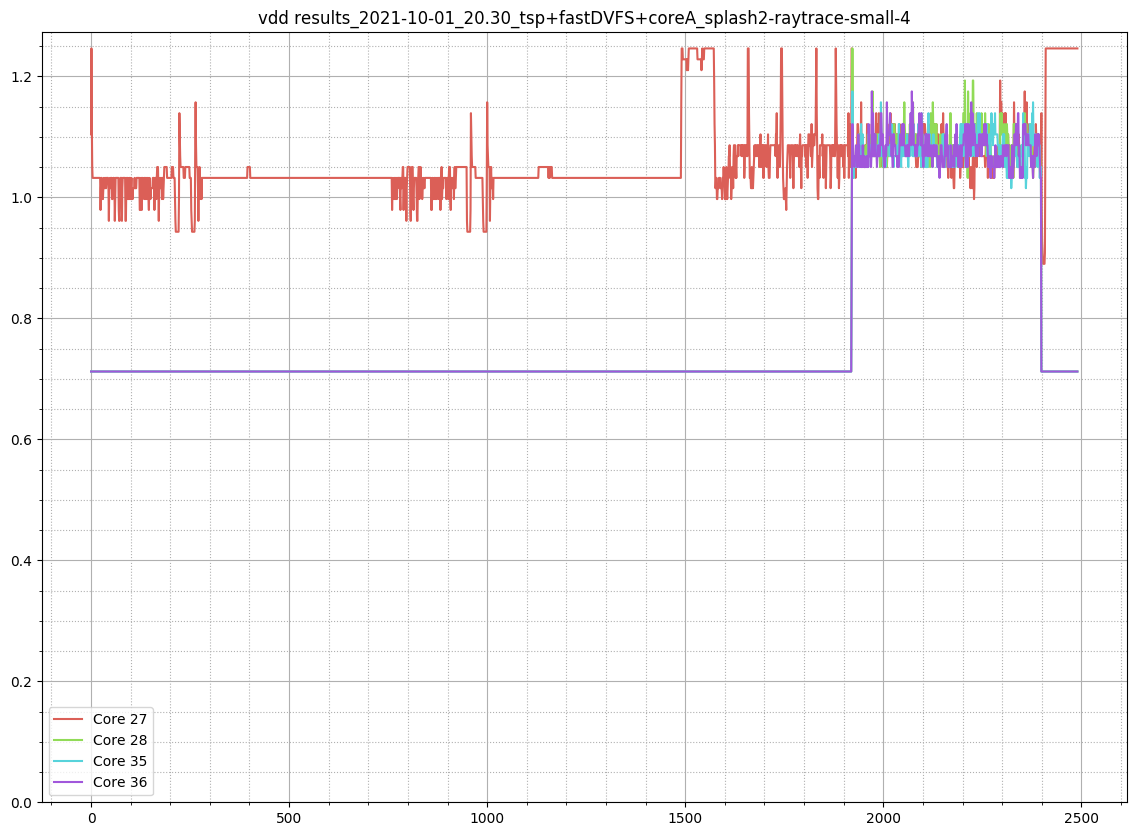 vdd results_2021-10-01_20.30_tsp+fastDVFS+coreA_splash2-raytrace-small-4
1.2
1.0
0.8
0.6
0.4
0.2
0.0
Core 27
Core 28
Core 35
Core 36
0 500 1000 1500 2000 2500